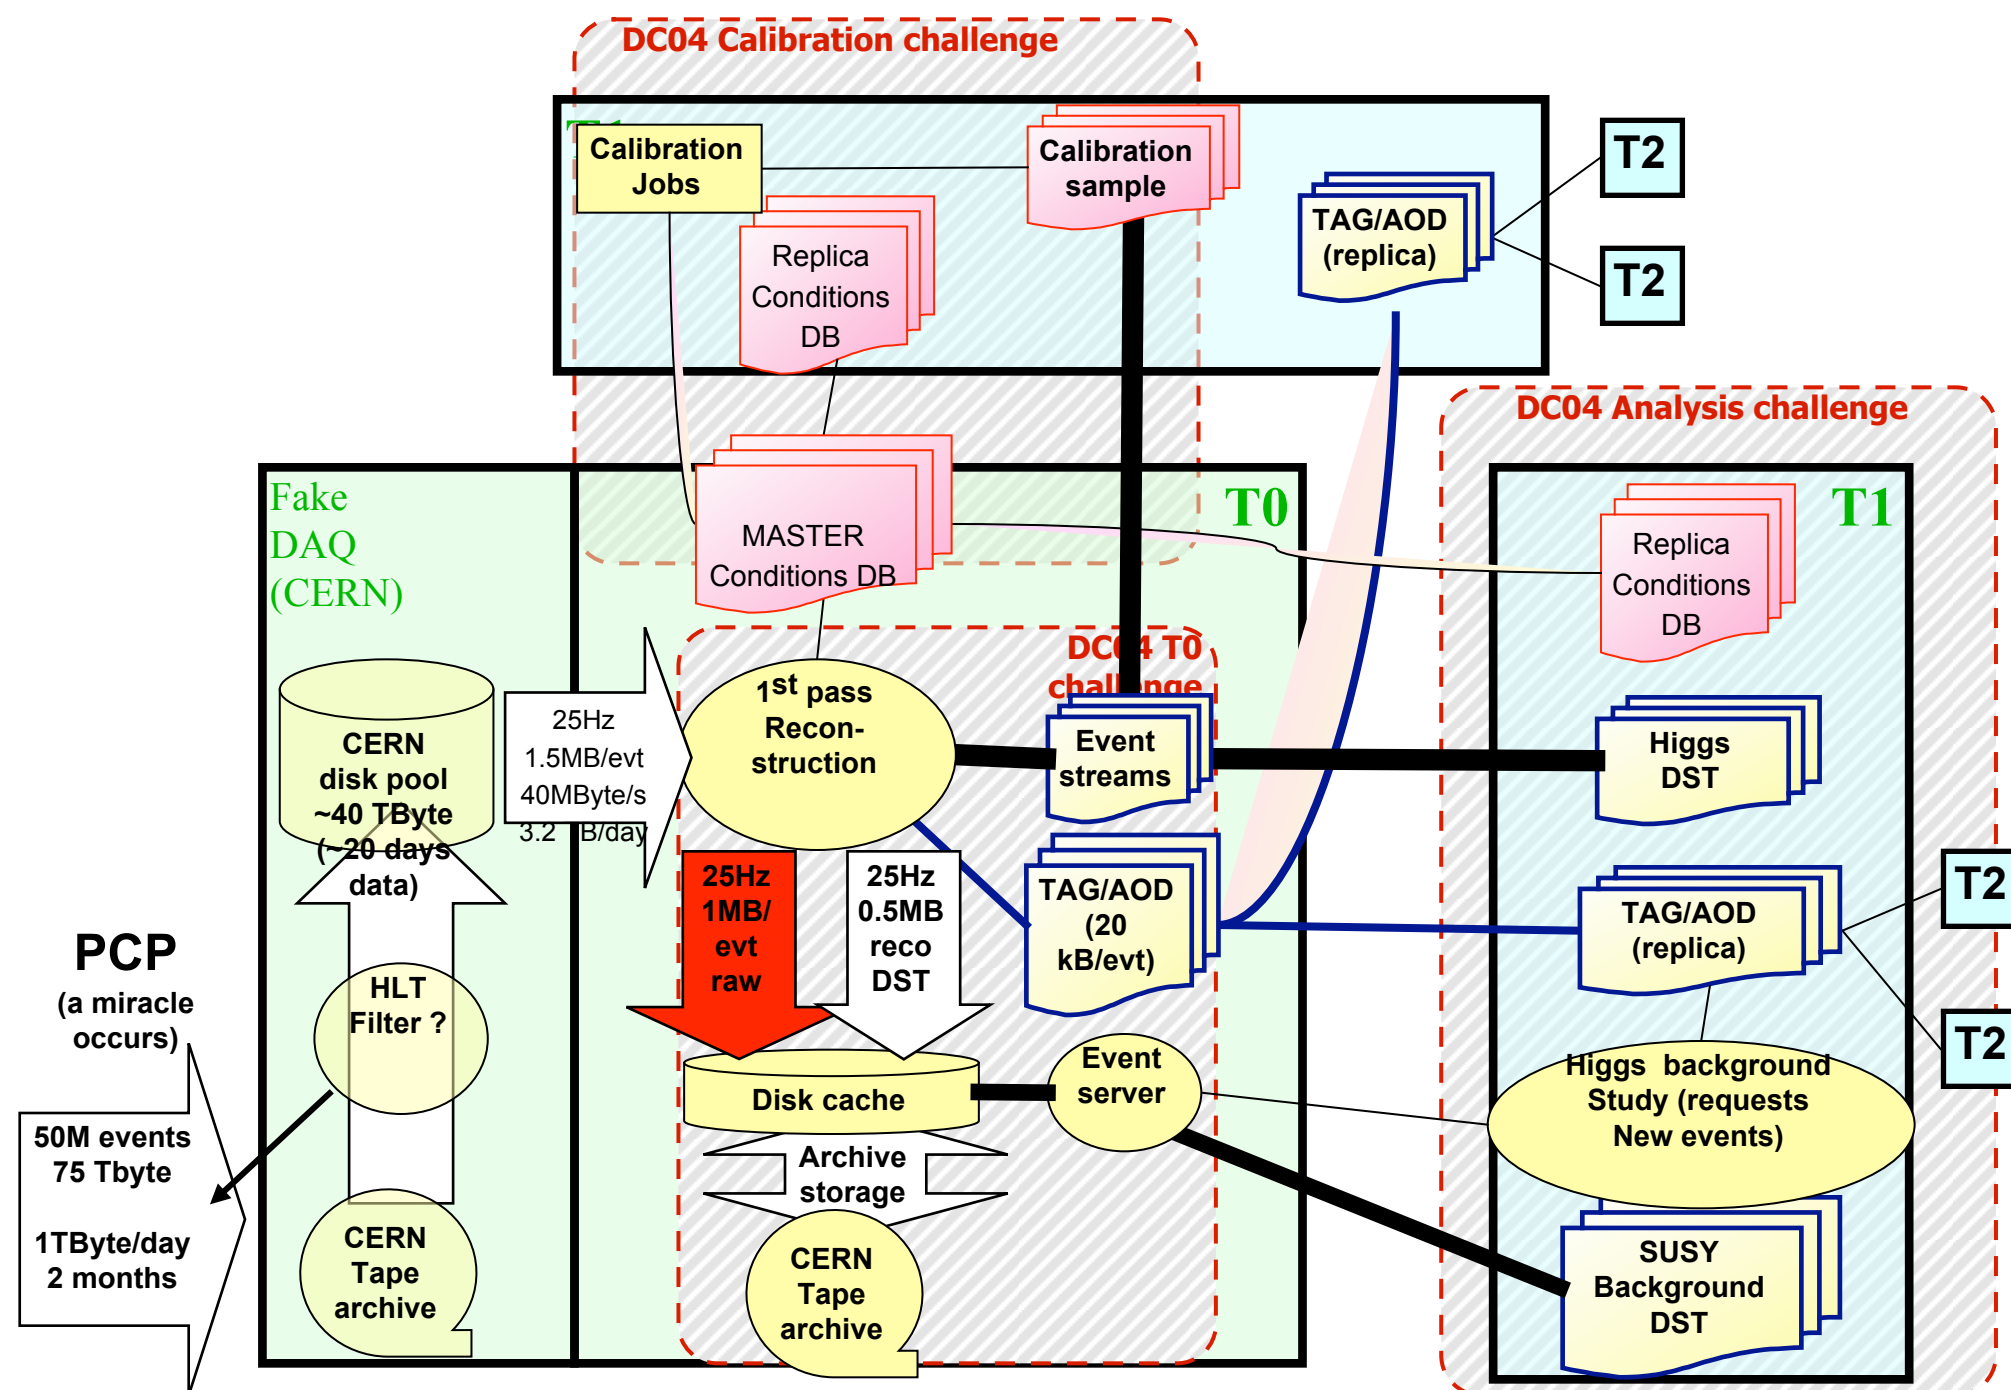 DC04 Calibration challenge
Calibration
Jobs
Calibration
sample
Replica
Conditions
DB
TAG/AOD
(replica)
T2
T2
DC04 Analysis challenge
Fake
DAQ
(CERN)
T0
MASTER
Conditions DB
T1
Replica
Conditions
DB
DC04 T0
challenge
CERN
disk pool
~40 TByte
(~20 days
data)
25Hz
1.5MB/evt
40MByte/s
3.2 B/day
1st pass
Recon-
struction
Event
streams
Higgs
DST
25Hz
1MB/
evt
raw
25Hz
0.5MB
reco
DST
TAG/AOD
(20
kB/evt)
TAG/AOD
(replica)
T2
T2
PCP
(a miracle
occurs)
HLT
Filter ?
50M events
75 Tbyte
1TByte/day
2 months
Disk cache
Event
server
Higgs background
Study (requests
New events)
Archive
storage
CERN
Tape
archive
CERN
Tape
archive
SUSY
Background
DST